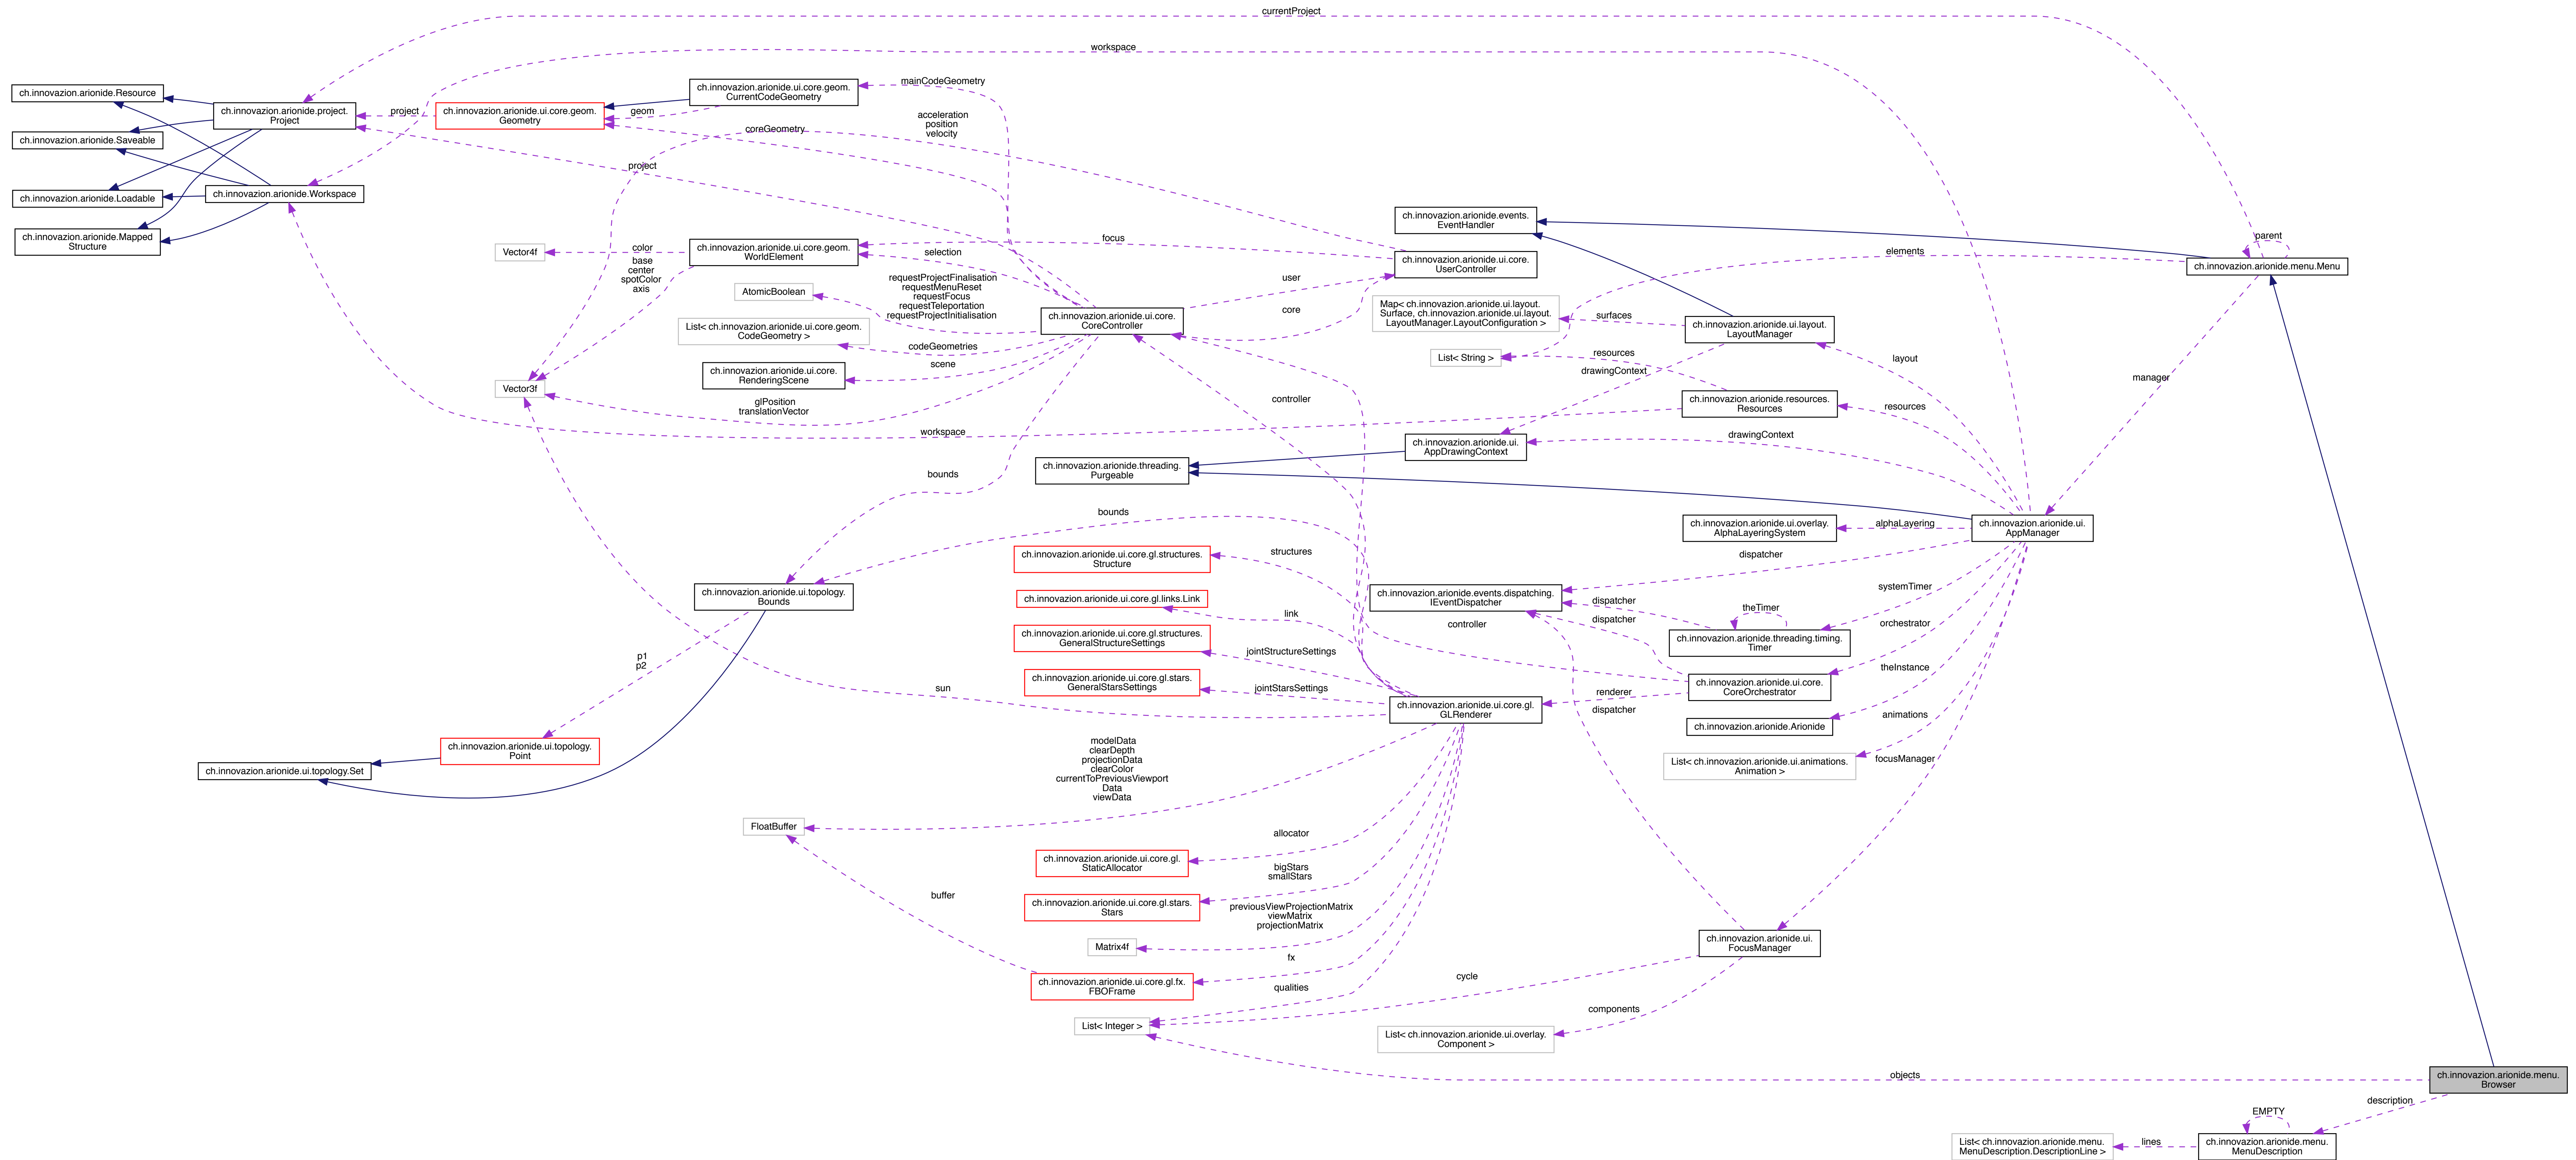 currentProject
workspace
ch.innovazion.arionide.Resource
ch.innovazion.arionide.project.
Project
project
ch.innovazion.arionide.ui.core.geom.
Geometry
geom
ch.innovazion.arionide.ui.core.geom.
CurrentCodeGeometry
mainCodeGeometry
ch.innovazion.arionide.Saveable
coreGeometry
acceleration
position
velocity
project
ch.innovazion.arionide.Loadable
ch.innovazion.arionide.Workspace
ch.innovazion.arionide.Mapped
Structure
Vector4f
color
base
center
spotColor
axis
ch.innovazion.arionide.ui.core.geom.
WorldElement
focus
selection
ch.innovazion.arionide.events.
EventHandler
ch.innovazion.arionide.ui.core.
UserController
elements
parent
ch.innovazion.arionide.menu.Menu
AtomicBoolean
requestProjectFinalisation
requestMenuReset
requestFocus
requestTeleportation
requestProjectInitialisation
user
core
List< ch.innovazion.arionide.ui.core.geom.
CodeGeometry >
ch.innovazion.arionide.ui.core.
CoreController
Map< ch.innovazion.arionide.ui.layout.
Surface, ch.innovazion.arionide.ui.layout.
LayoutManager.LayoutConfiguration >
surfaces
ch.innovazion.arionide.ui.layout.
LayoutManager
codeGeometries
scene
ch.innovazion.arionide.ui.core.
RenderingScene
List< String >
resources
drawingContext
layout
manager
Vector3f
glPosition
translationVector
controller
ch.innovazion.arionide.resources.
Resources
resources
workspace
ch.innovazion.arionide.ui.
AppDrawingContext
drawingContext
bounds
ch.innovazion.arionide.threading.
Purgeable
bounds
ch.innovazion.arionide.ui.overlay.
AlphaLayeringSystem
alphaLayering
ch.innovazion.arionide.ui.
AppManager
ch.innovazion.arionide.ui.core.gl.structures.
Structure
structures
dispatcher
ch.innovazion.arionide.ui.topology.
Bounds
ch.innovazion.arionide.ui.core.gl.links.Link
link
ch.innovazion.arionide.events.dispatching.
IEventDispatcher
dispatcher
dispatcher
theTimer
systemTimer
ch.innovazion.arionide.ui.core.gl.structures.
GeneralStructureSettings
controller
ch.innovazion.arionide.threading.timing.
Timer
orchestrator
p1
p2
jointStructureSettings
theInstance
sun
ch.innovazion.arionide.ui.core.gl.stars.
GeneralStarsSettings
jointStarsSettings
renderer
ch.innovazion.arionide.ui.core.
CoreOrchestrator
ch.innovazion.arionide.ui.core.gl.
GLRenderer
dispatcher
ch.innovazion.arionide.Arionide
animations
ch.innovazion.arionide.ui.topology.
Point
ch.innovazion.arionide.ui.topology.Set
modelData
clearDepth
projectionData
clearColor
currentToPreviousViewport
Data
viewData
List< ch.innovazion.arionide.ui.animations.
Animation >
focusManager
FloatBuffer
allocator
ch.innovazion.arionide.ui.core.gl.
StaticAllocator
bigStars
smallStars
buffer
ch.innovazion.arionide.ui.core.gl.stars.
Stars
previousViewProjectionMatrix
viewMatrix
projectionMatrix
Matrix4f
ch.innovazion.arionide.ui.
FocusManager
fx
ch.innovazion.arionide.ui.core.gl.fx.
FBOFrame
qualities
cycle
List< Integer >
components
List< ch.innovazion.arionide.ui.overlay.
Component >
objects
ch.innovazion.arionide.menu.
Browser
description
EMPTY
List< ch.innovazion.arionide.menu.
MenuDescription.DescriptionLine >
lines
ch.innovazion.arionide.menu.
MenuDescription